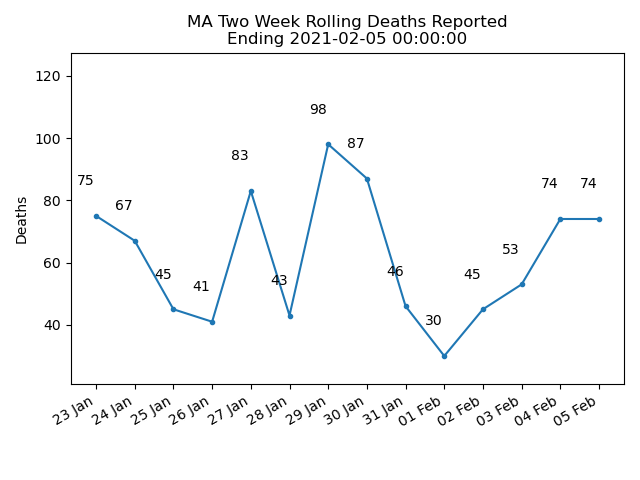 MA Two Week Rolling Deaths Reported
Ending 2021-02-05 00:00:00
Deaths
120
100
80
60
40
75
67
45
41
83
43
98
87
46
30
45
53
74
74
23 Jan
24 Jan
25 Jan
26 Jan
27 Jan
28 Jan
29 Jan
30 Jan
31 Jan
01 Feb
02 Feb
03 Feb
04 Feb
05 Feb